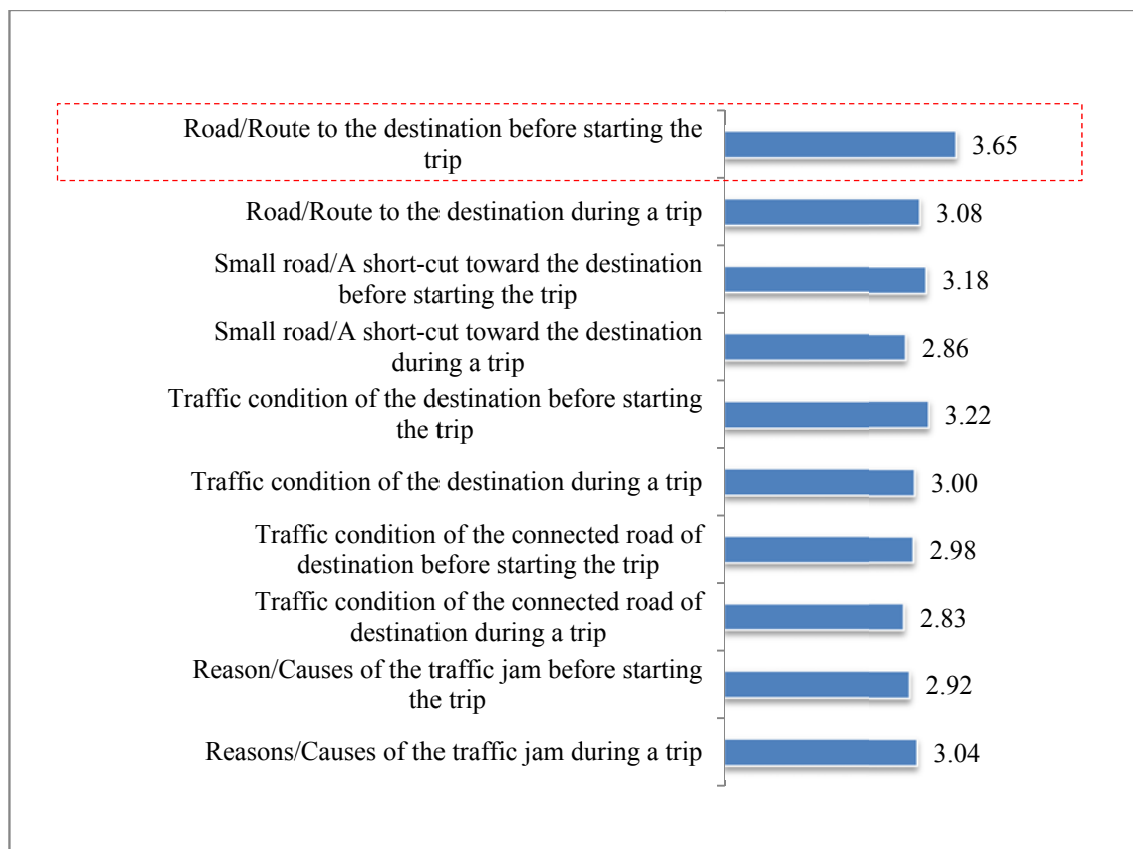 Road/Route to the destination before starting the
trip
3.65
Road/Route to the destination during a trip
3.08
Small road/A short-cut toward the destination
before starting the trip
3.18
Small road/A short-cut toward the destination
during a trip
2.86
Traffic condition of the destination before starting
the trip
3.22
Traffic condition of the destination during a trip
3.00
Traffic condition of the connected road of
destination before starting the trip
2.98
Traffic condition of the connected road of
destination during a trip
2.83
Reason/Causes of the traffic jam before starting
the trip
2.92
Reasons/Causes of the traffic jam during a trip
3.04